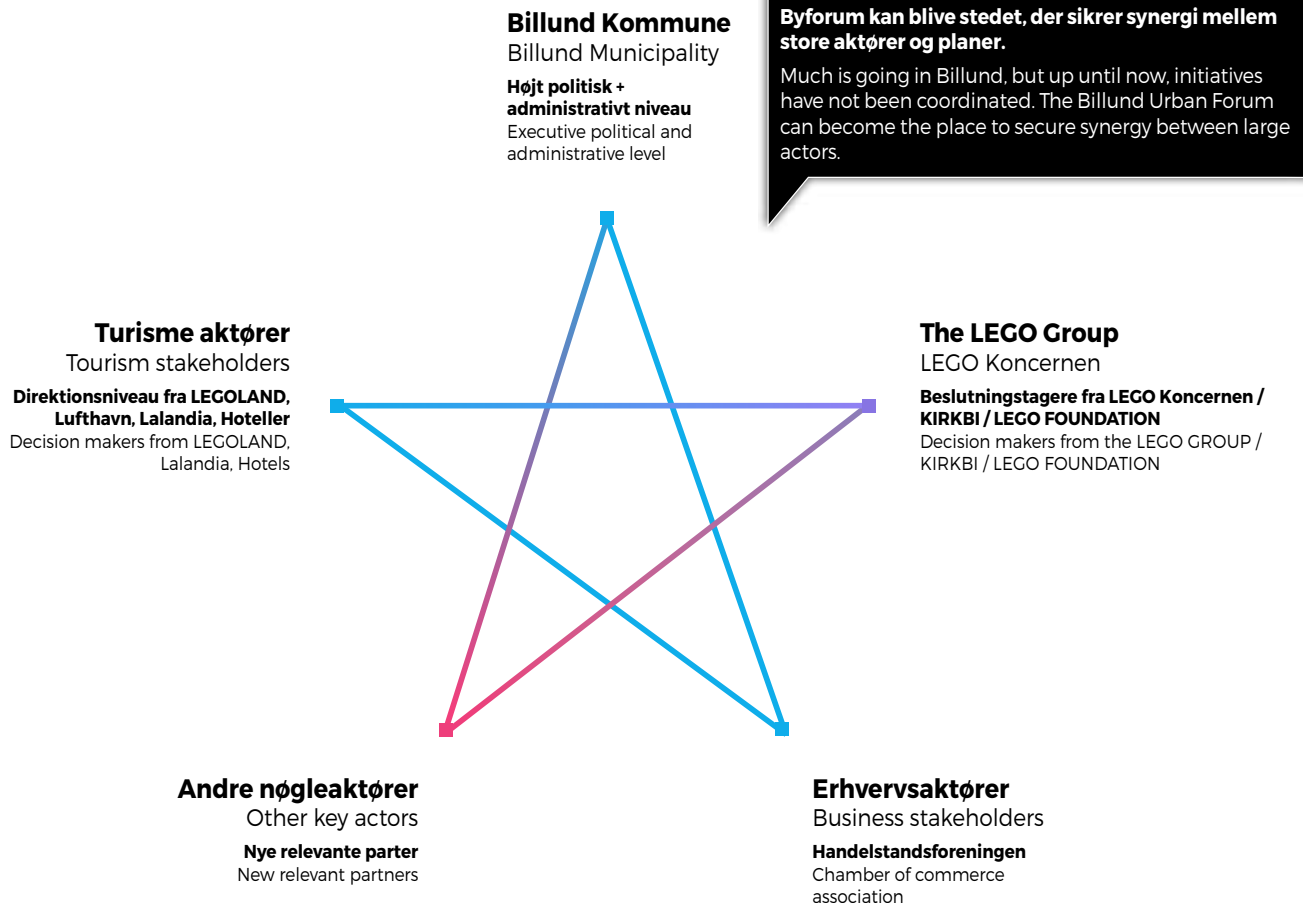 Billund Kommune
Billund Municipality
Højt politisk +
administrativt niveau
Executive political and
administrative level
Byforum kan blive stedet, der sikrer synergi mellem
store aktører og planer.
Much is going in Billund, but up until now, initiatives
have not been coordinated. The Billund Urban Forum
can become the place to secure synergy between large
actors.
Turisme aktører
Tourism stakeholders
Direktionsniveau fra LEGOLAND,
Lufthavn, Lalandia, Hoteller
Decision makers from LEGOLAND,
Lalandia, Hotels
The LEGO Group
LEGO Koncernen
Beslutningstagere fra LEGO Koncernen /
KIRKBI / LEGO FOUNDATION
Decision makers from the LEGO GROUP /
KIRKBI / LEGO FOUNDATION
Andre nøgleaktører
Other key actors
Nye relevante parter
New relevant partners
Erhvervsaktører
Business stakeholders
Handelstandsforeningen
Chamber of commerce
association